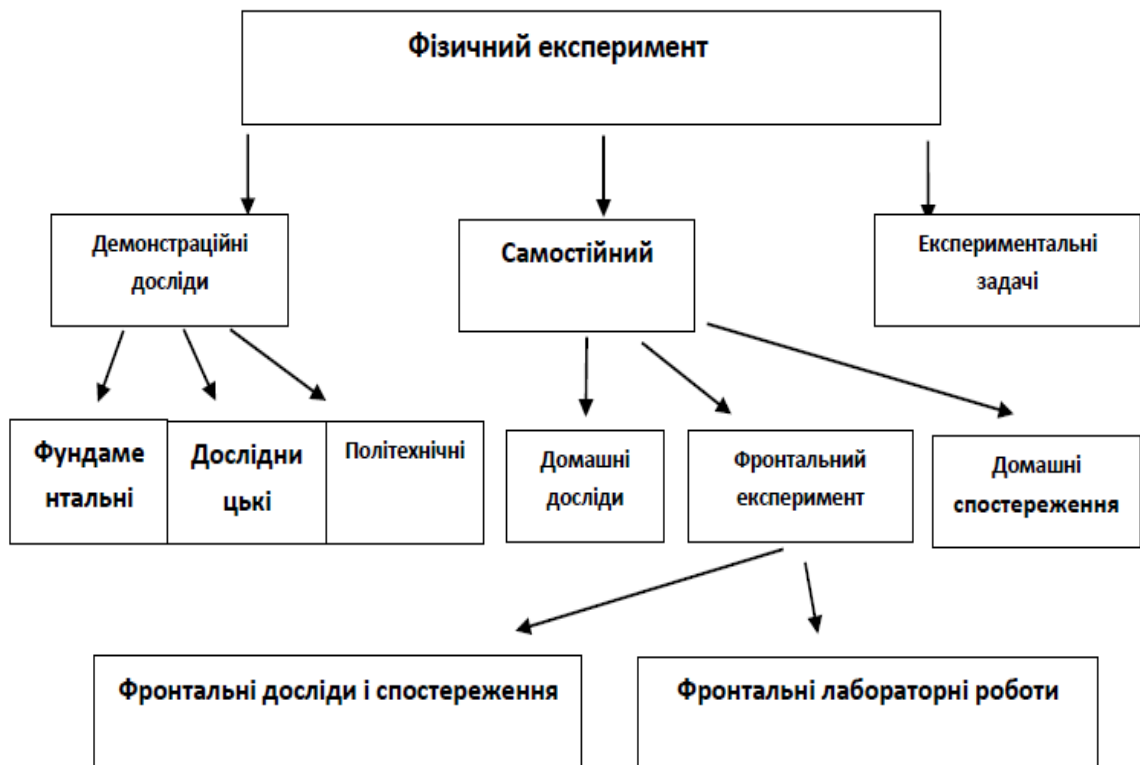 Фізичний експеримент
Демонстраційні
досліди
Самостійний
Експериментальні
задачі
Фундаме
нтальні
Дослідни
цькі
Політехнічні
Домашні
досліди
Фронтальний
експеримент
Домашні
спостереження
Фронтальні досліди і спостереження
Фронтальні лабораторні роботи